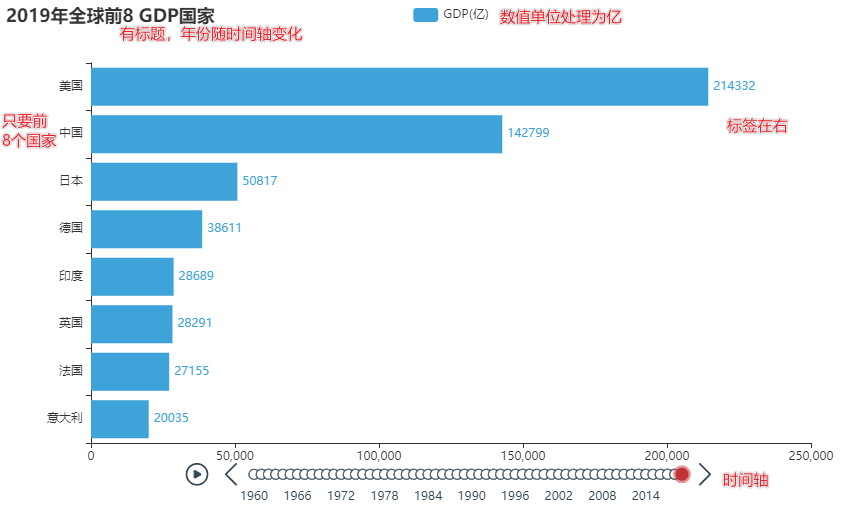 2019年全球前8 GDP国家
GDP(亿)
数值单位处理为亿
有标题，年份随时间轴变化
美国
214332
只要前
8个国家
中国
142799
标签在右
日本
50817
德国
38611
印度
28689
英国
28291
法国
27155
意大利
20035
0
50,000
100,000
150,000
200,000
250,000
时间轴
1960
1966
1972
1978
1984
1990
1996
2002
2008
2014